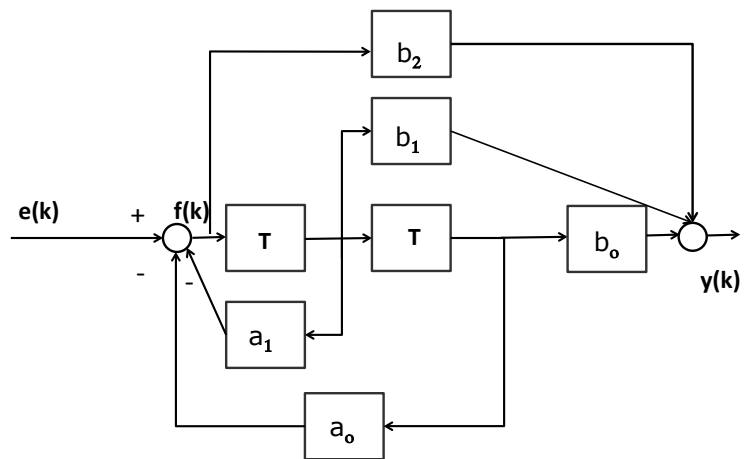 b₂
b₁
e(k)
+
f(k)
T
T
bₒ
-
-
y(k)
a₁
aₒ